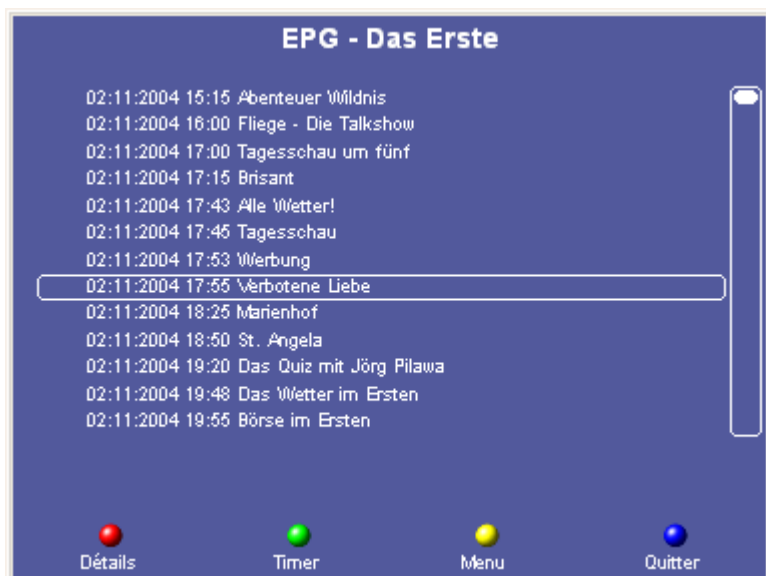 EPG - Das Erste
02:11:2004 15:15 Abenteuer Wildnis
02:11:2004 16:00 Fliege - Die Talkshow
02:11:2004 17:00 Tagesschau um fünf
02:11:2004 17:15 Brisant
02:11:2004 17:43 Alle Wetter!
02:11:2004 17:45 Tagesschau
02:11:2004 17:53 Werbung
02:11:2004 17:55 Verbotene Liebe
02:11:2004 18:25 Marienhof
02:11:2004 18:50 St. Angela
02:11:2004 19:20 Das Quiz mit Jörg Pilawa
02:11:2004 19:48 Das Wetter im Ersten
02:11:2004 19:55 Börse im Ersten
Détails Timer Menu Quitter